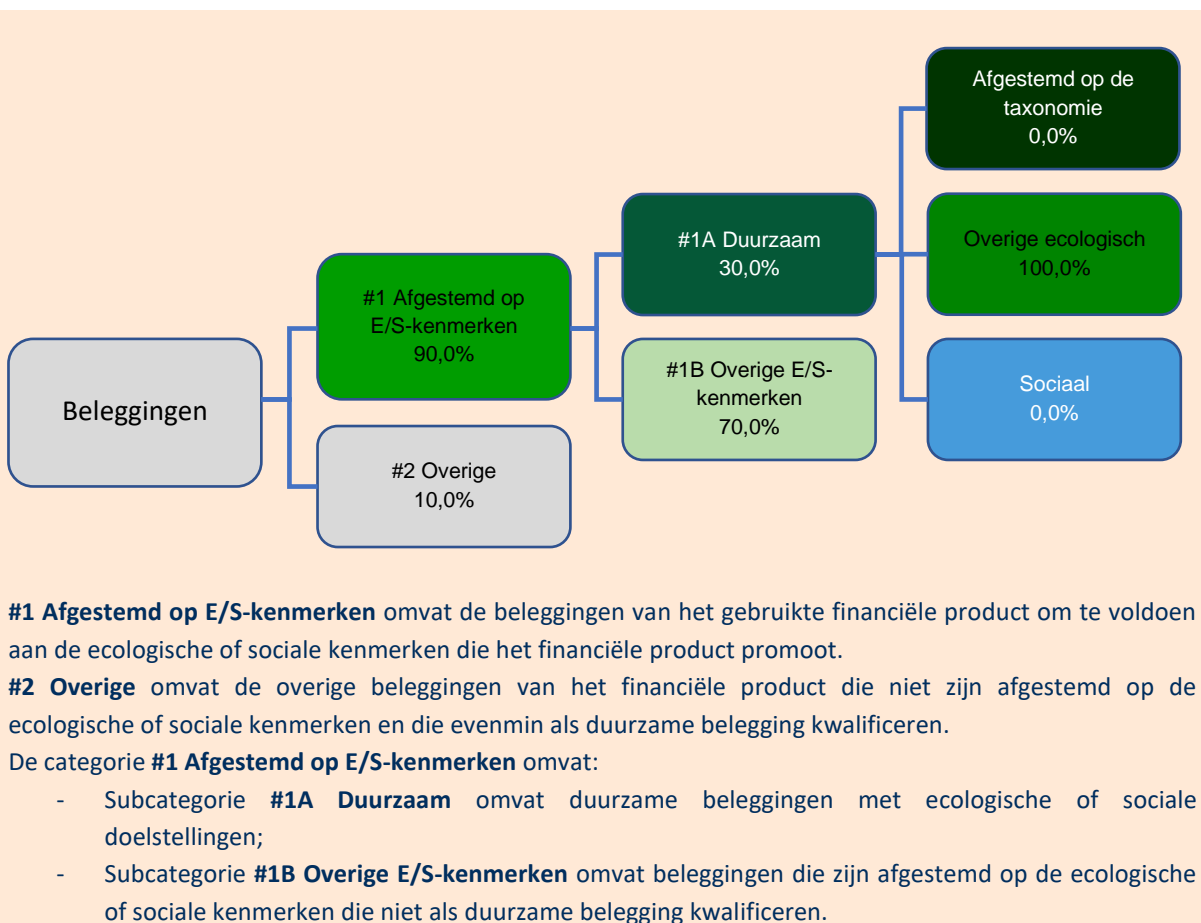 Beleggingen
#1 Afgestemd op
E/S-kenmerken
90,0%
#2 Overige
10,0%
#1A Duurzaam
30,0%
#1B Overige E/S-
kenmerken
70,0%
Afgestemd op de
taxonomie
0,0%
Overige ecologisch
100,0%
Sociaal
0,0%
#1 Afgestemd op E/S-kenmerken omvat de beleggingen van het gebruikte financiële product om te voldoen
aan de ecologische of sociale kenmerken die het financiële product promoot.
#2 Overige omvat de overige beleggingen van het financiële product die niet zijn afgestemd op de
ecologische of sociale kenmerken en die evenmin als duurzame belegging kwalificeren.
De categorie #1 Afgestemd op E/S-kenmerken omvat:
- Subcategorie #1A Duurzaam omvat duurzame beleggingen met ecologische of sociale
doelstellingen;
- Subcategorie #1B Overige E/S-kenmerken omvat beleggingen die zijn afgestemd op de ecologische
of sociale kenmerken die niet als duurzame belegging kwalificeren.